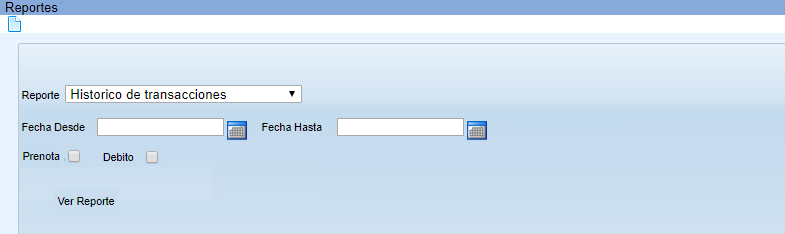 Reportes
Reporte Historico de transacciones
Fecha Desde Fecha Hasta
Prenota Debito
Ver Reporte